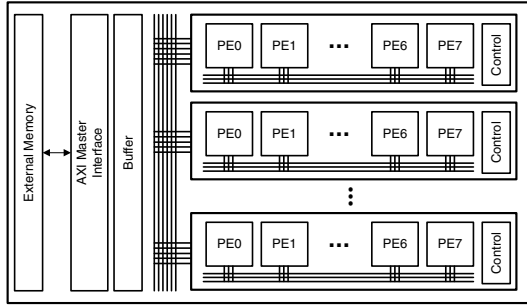 External Memory
AXI Master
Interface
Buffer
PE0 PE1 ... PE6 PE7 Control
PE0 PE1 ... PE6 PE7 Control
...
PE0 PE1 ... PE6 PE7 Control